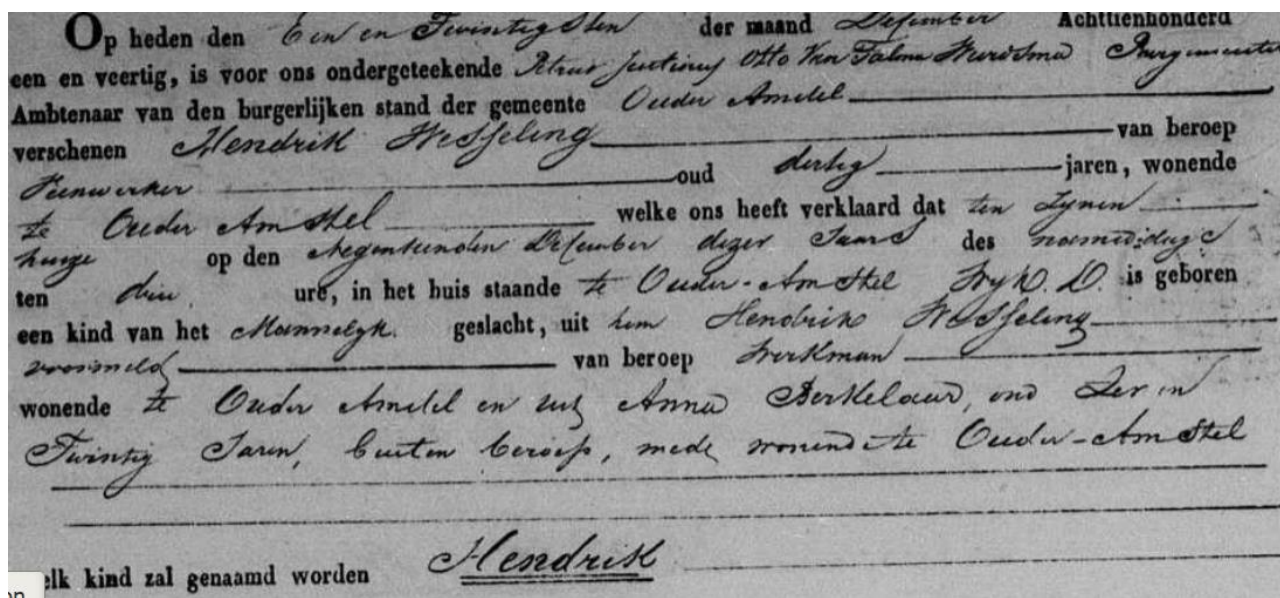 Op heden den Een en Twintigsten der maand December Achttienhonderd
een en veertig, is voor ons ondergeteekende Petrus Otto Van
Ambtenaar van den burgerlijken stand der gemeente Ouder Amstel
verschenen Hendrik Wesseling van beroep
Veenwerker oud dertig jaren, wonende
te Ouder Amstel welke ons heeft verklaard dat ten Zynen
huize op den Negentienden December dezer Jaars des namiddags
ten drie ure, in het huis staande te Ouder-Amstel Wyk D. is geboren
een kind van het Mannelyk geslacht, uit hem Hendrik Wesseling
voormeld van beroep Werkman
wonende te Ouder Amstel en uit Anna Berkelaar, oud Zes en
Twintig Jaren, buiten beroep, mede wonende te Ouder-Amstel
elk kind zal genaamd worden Hendrik